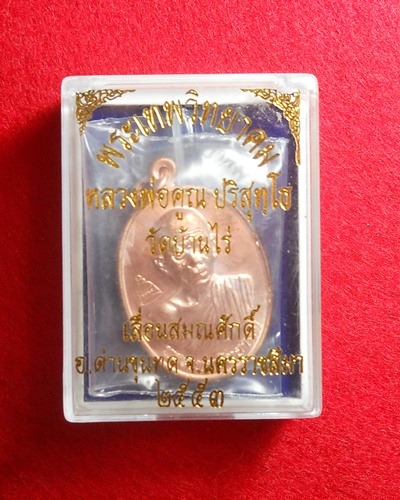 พระเทพวิทยาคม
หลวงพ่อคูณ ปริสุทฺโธ
วัดบ้านไร่
เลื่อนสมณศักดิ์
อ.ด่านขุนทด จ.นครราชสีมา
๒๕๕๓